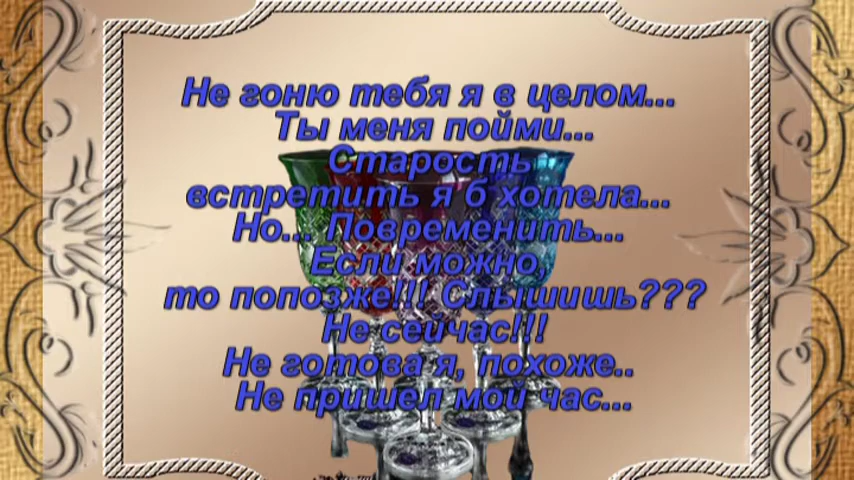 Не гоню тебя я в целом...
Ты меня пойми...
Старость
встретить я б хотела...
Но... Повременить...
Если можно,
то попозже!!! Слышишь???
Не сейчас!!!
Не готова я, похоже..
Не пришел мой час...